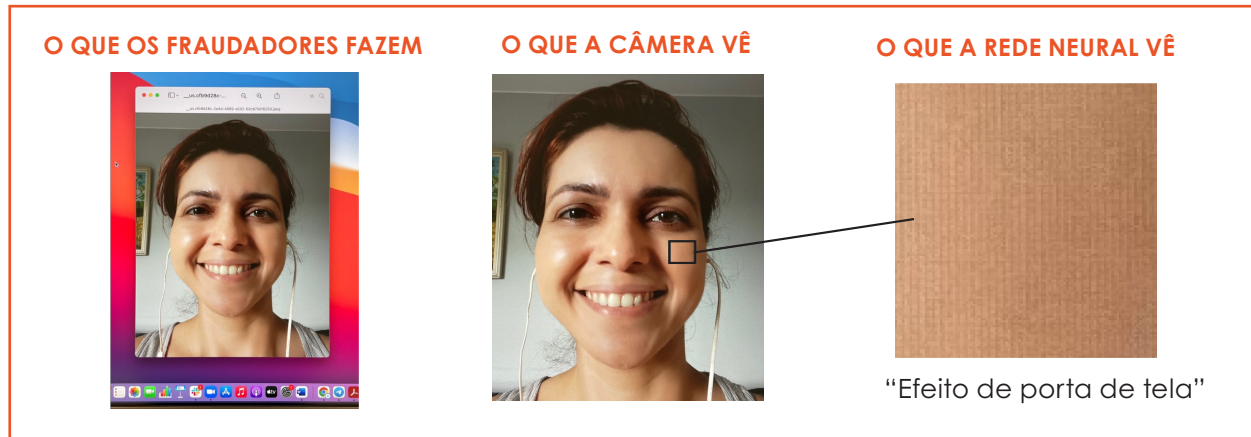 O QUE OS FRAUDADORES FAZEM
O QUE A CÂMERA VÊ
O QUE A REDE NEURAL VÊ
“Efeito de porta de tela”